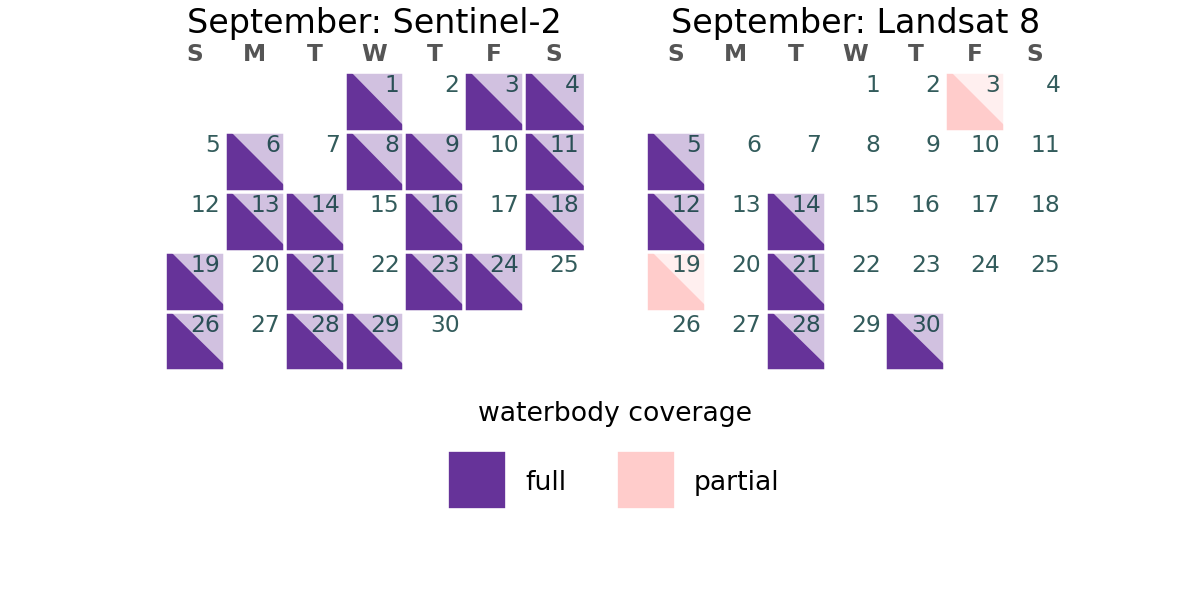 September: Sentinel-2
S M T W T F S
1 2 3 4
5 6 7 8 9 10 11
12 13 14 15 16 17 18
19 20 21 22 23 24 25
26 27 28 29 30
September: Landsat 8
S M T W T F S
1 2 3 4
5 6 7 8 9 10 11
12 13 14 15 16 17 18
19 20 21 22 23 24 25
26 27 28 29 30
waterbody coverage
full partial